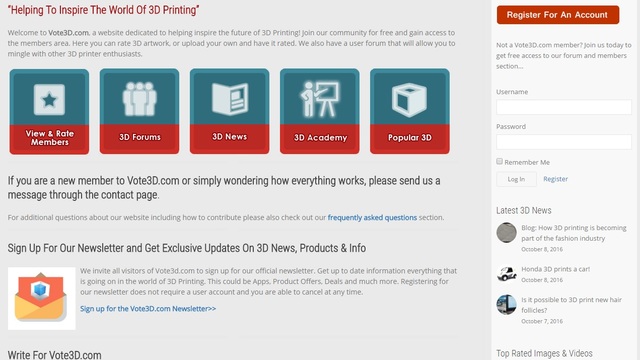 "Helping To Inspire The World Of 3D Printing"
Welcome to Vote3D.com, a website dedicated to helping inspire the future of 3D Printing! Join our community for free and gain access to
the members area. Here you can rate 3D artwork, or upload your own and have it rated. We also have a user forum that will allow you to
mingle with other 3D printer enthusiasts.
View & Rate
Members
3D Forums
3D News
3D Academy
Popular 3D
If you are a new member to Vote3D.com or simply wondering how everything works, please send us a
message through the contact page.
For additional questions about our website including how to contribute please also check out our frequently asked questions section.
Sign Up For Our Newsletter and Get Exclusive Updates On 3D News, Products & Info
We invite all visitors of Vote3d.com to sign up for our official newsletter. Get up to date information everything that
is going on in the world of 3D Printing. This could be Apps, Product Offers, Deals and much more. Registering for
our newsletter does not require a user account and you are able to cancel at any time.
Sign up for the Vote3D.com Newsletter>>
Write For Vote3D.com
Register For An Account
Not a Vote3D.com member? Join us today to
get free access to our forum and members
section...
Username
Password
Remember Me
Log In
Register
Latest 3D News
Blog: How 3D printing is becoming
part of the fashion industry
October 8, 2016
Honda 3D prints a car!
October 8, 2016
Is it possible to 3D print new hair
follicles?
October 7, 2016
Top Rated Images & Videos